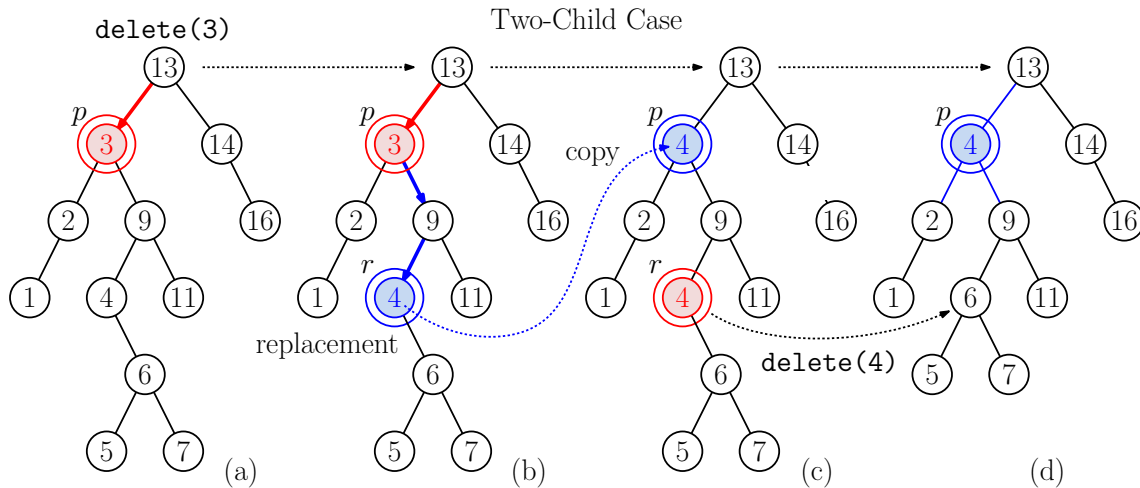 Two-Child Case
delete(3)
13 13 13 13
p p p p
3 14 3 14 4 14 4 14
copy
2 9 16 2 9 16 2 9 16 2 9 16
r r
1 4 11 1 4 11 1 4 11 1 6 11
replacement
delete(4)
6 6 6 5 7
5 7 5 7 5 7
(a) (b) (c) (d)